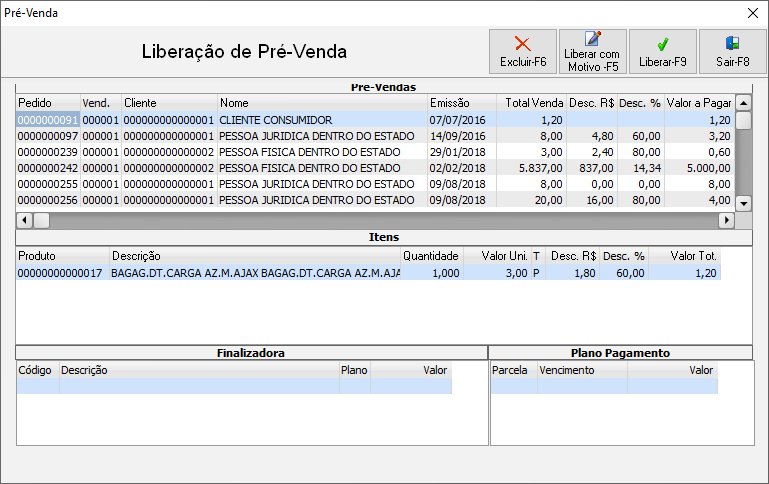 Pré-Venda
Liberação de Pré-Venda
Excluir-F6
Liberar com Motivo -F5
Liberar-F9
Sair-F8
Pré-Vendas
Pedido Vend. Cliente Nome Emissão Total Venda Desc. R$ Desc. % Valor a Pagar
0000000091 000001 000000000000001 CLIENTE CONSUMIDOR 07/07/2016 1,20 1,20
0000000097 000001 000000000000001 PESSOA JURIDICA DENTRO DO ESTADO 14/09/2016 8,00 4,80 60,00 3,20
0000000239 000001 000000000000002 PESSOA FISICA DENTRO DO ESTADO 29/01/2018 3,00 2,40 80,00 0,60
0000000242 000001 000000000000002 PESSOA FISICA DENTRO DO ESTADO 02/02/2018 5.837,00 837,00 14,34 5.000,00
0000000255 000001 000000000000001 PESSOA JURIDICA DENTRO DO ESTADO 09/08/2018 8,00 0,00 0,00 8,00
0000000256 000001 000000000000001 PESSOA JURIDICA DENTRO DO ESTADO 09/08/2018 20,00 16,00 80,00 4,00
Itens
Produto Descrição Quantidade Valor Uni. T Desc. R$ Desc. % Valor Tot.
00000000000017 BAGAG.DT.CARGA AZ.M.AJAX BAGAG.DT.CARGA AZ.M.AJA 1,000 3,00 P 1,80 60,00 1,20
Finalizadora
Código Descrição Plano Valor
Plano Pagamento
Parcela Vencimento Valor